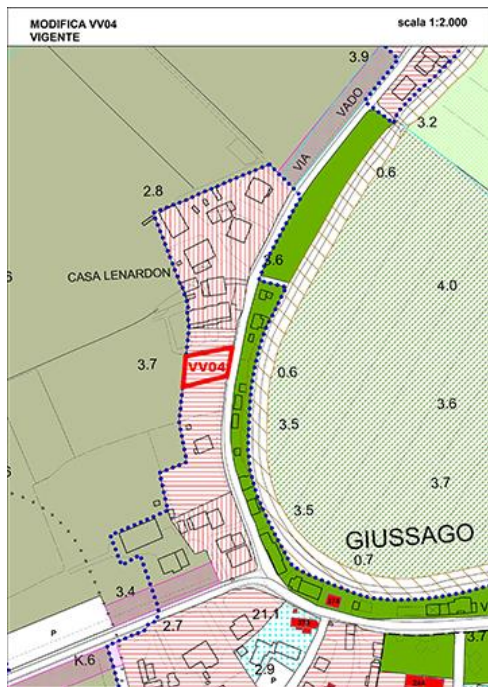 MODIFICA VV04
VIGENTE
scala 1:2.000
3.9
VIA VADO
3.2
0.6
2.8
CASA LENARDON
3.6
4.0
3.7
VV04
0.6
3.6
3.5
3.7
3.5
GIUSSAGO
0.7
3.4
P
2.7
21.1
K.6
2.9
P
3.7